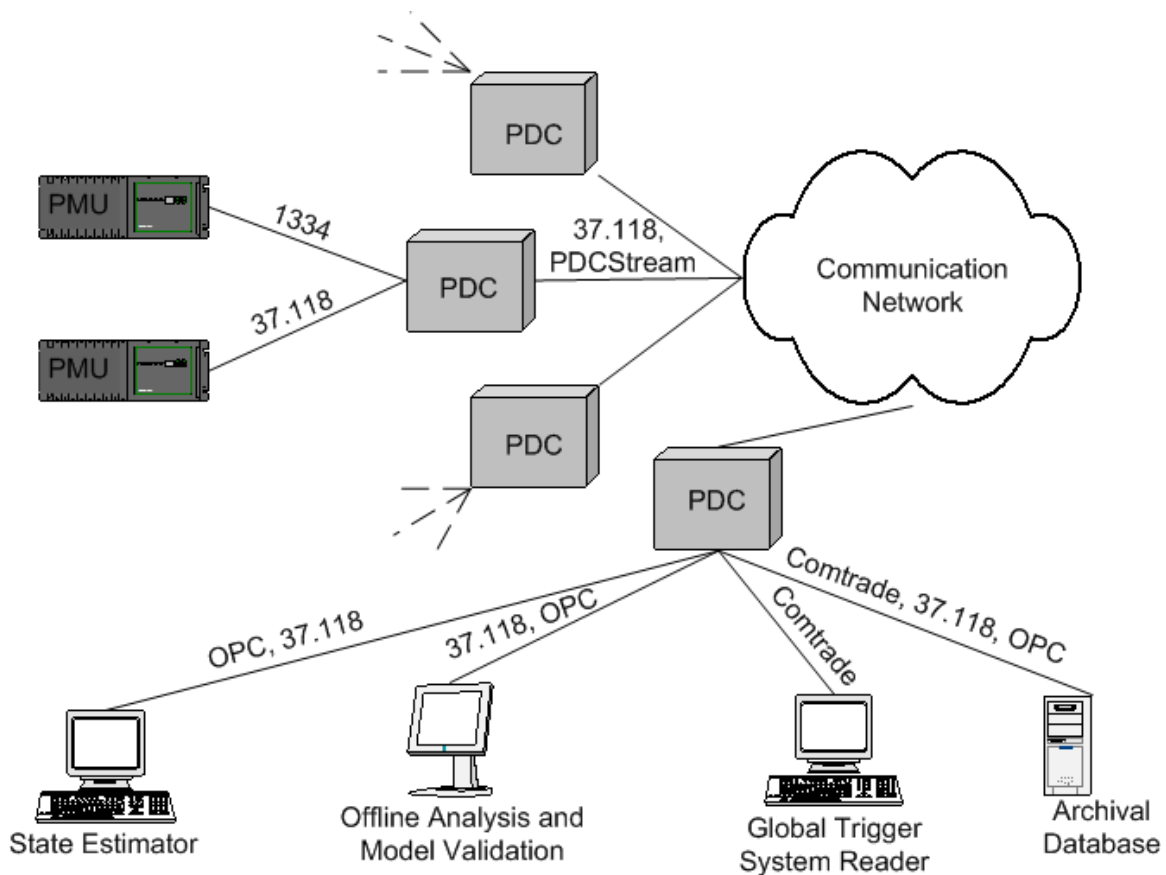 PDC
PMU
1334
37.118,
PDCStream
PDC
Communication
Network
37.118
PMU
PDC
PDC
OPC, 37.118
37.118, OPC
Comtrade
Comtrade, 37.118, OPC
State Estimator
Offline Analysis and
Model Validation
Global Trigger
System Reader
Archival
Database